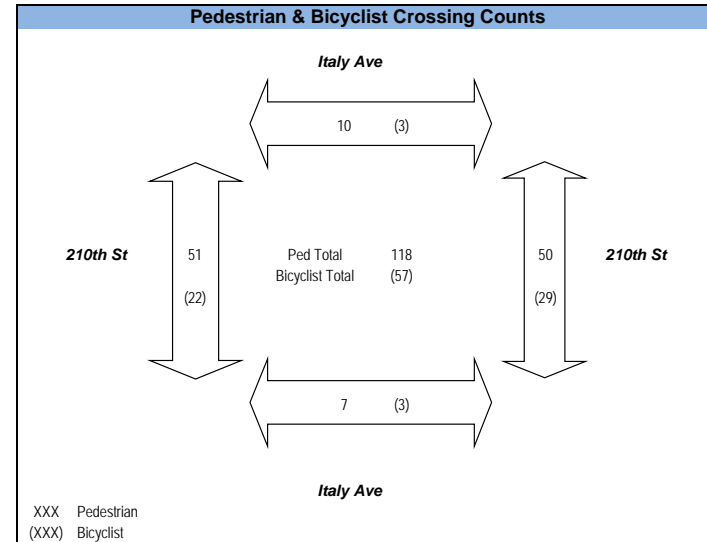 Pedestrian & Bicyclist Crossing Counts
Italy Ave
10 (3)
210th St 51 Ped Total 118 50 210th St
Bicyclist Total (57)
(22) (29)
7 (3)
Italy Ave
XXX Pedestrian
(XXX) Bicyclist